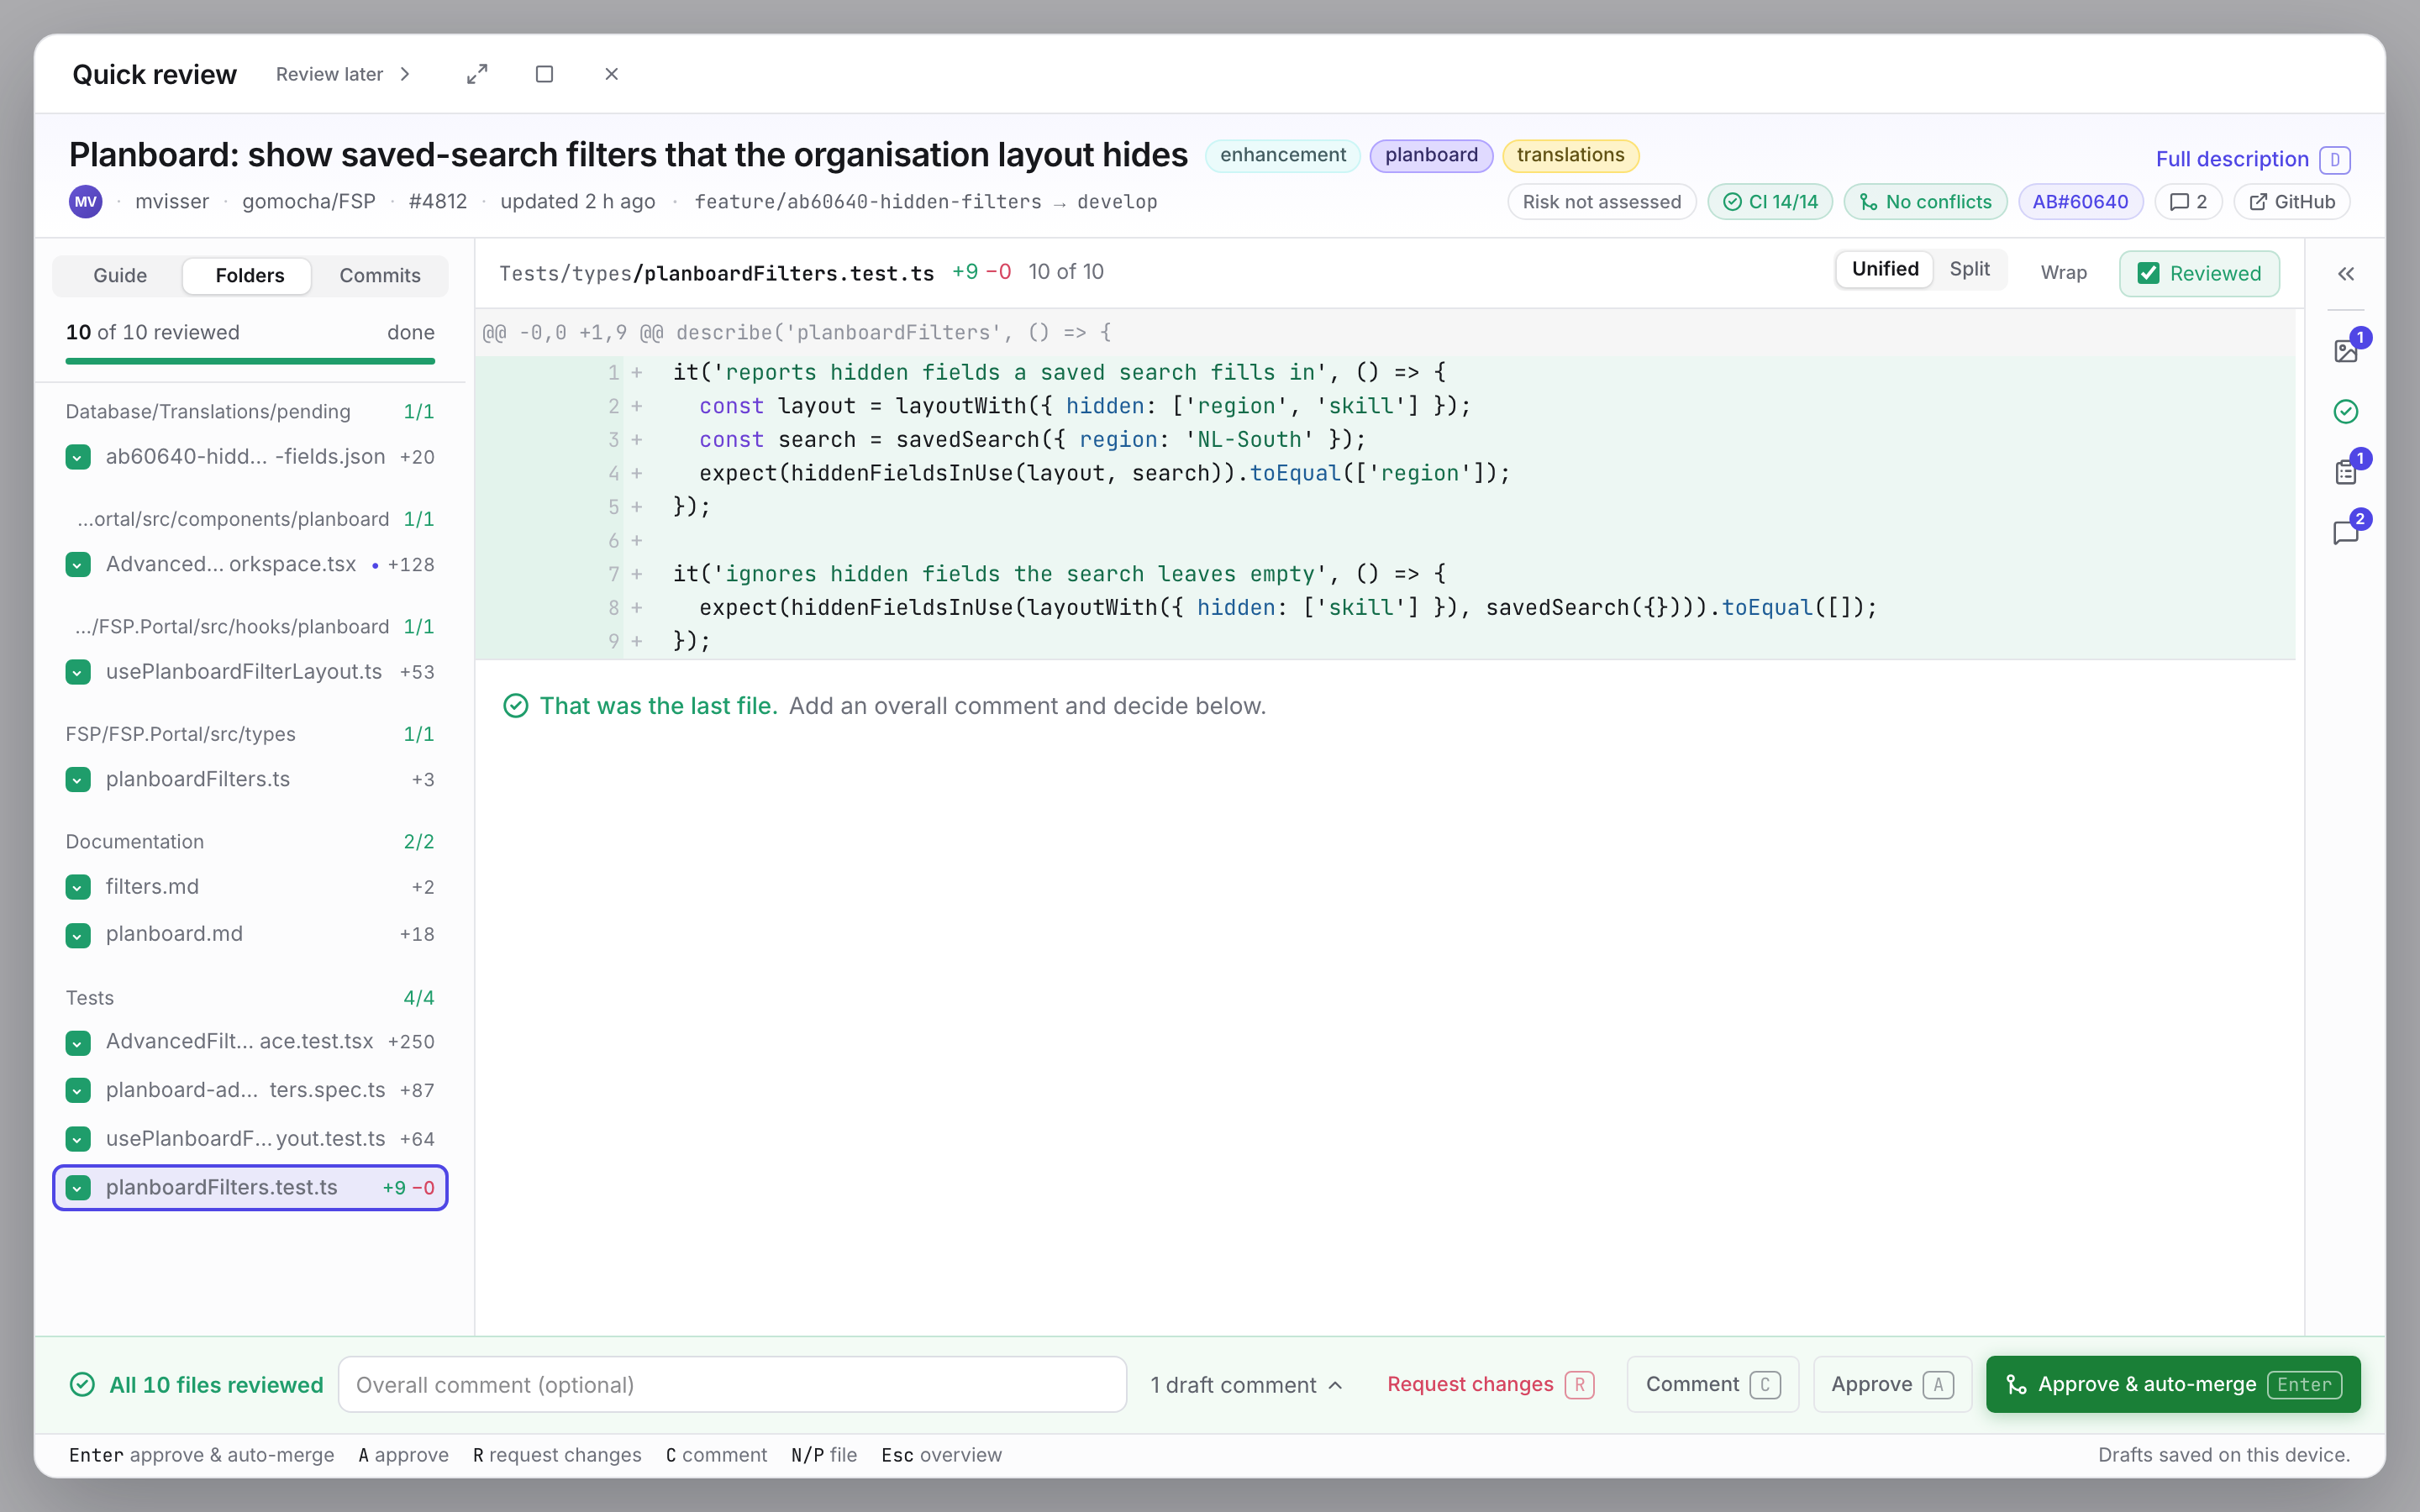 Quick review Review later
Planboard: show saved-search filters that the organisation layout hides enhancement planboard translations Full description D
MV · mvisser · gomocha/FSP · #4812 · updated 2 h ago · feature/ab60640-hidden-filters → develop Risk not assessed CI 14/14 No conflicts AB#60640 2 GitHub
Guide Folders Commits
10 of 10 reviewed done
Database/Translations/pending 1/1
ab60640-hidd... -fields.json +20
...ortal/src/components/planboard 1/1
Advanced... orkspace.tsx • +128
.../FSP.Portal/src/hooks/planboard 1/1
usePlanboardFilterLayout.ts +53
FSP/FSP.Portal/src/types 1/1
planboardFilters.ts +3
Documentation 2/2
filters.md +2
planboard.md +18
Tests 4/4
AdvancedFilt... ace.test.tsx +250
planboard-ad... ters.spec.ts +87
usePlanboardF... yout.test.ts +64
planboardFilters.test.ts +9 −0
Tests/types/planboardFilters.test.ts +9 −0 10 of 10 Unified Split Wrap Reviewed
@@ -0,0 +1,9 @@ describe('planboardFilters', () => {
1 + it('reports hidden fields a saved search fills in', () => {
2 + const layout = layoutWith({ hidden: ['region', 'skill'] });
3 + const search = savedSearch({ region: 'NL-South' });
4 + expect(hiddenFieldsInUse(layout, search)).toEqual(['region']);
5 + });
6 +
7 + it('ignores hidden fields the search leaves empty', () => {
8 + expect(hiddenFieldsInUse(layoutWith({ hidden: ['skill'] }), savedSearch({}))).toEqual([]);
9 + });
That was the last file. Add an overall comment and decide below.
1
1
2
All 10 files reviewed Overall comment (optional) 1 draft comment Request changes R Comment C Approve A Approve & auto-merge Enter
Enter approve & auto-merge A approve R request changes C comment N/P file Esc overview Drafts saved on this device.